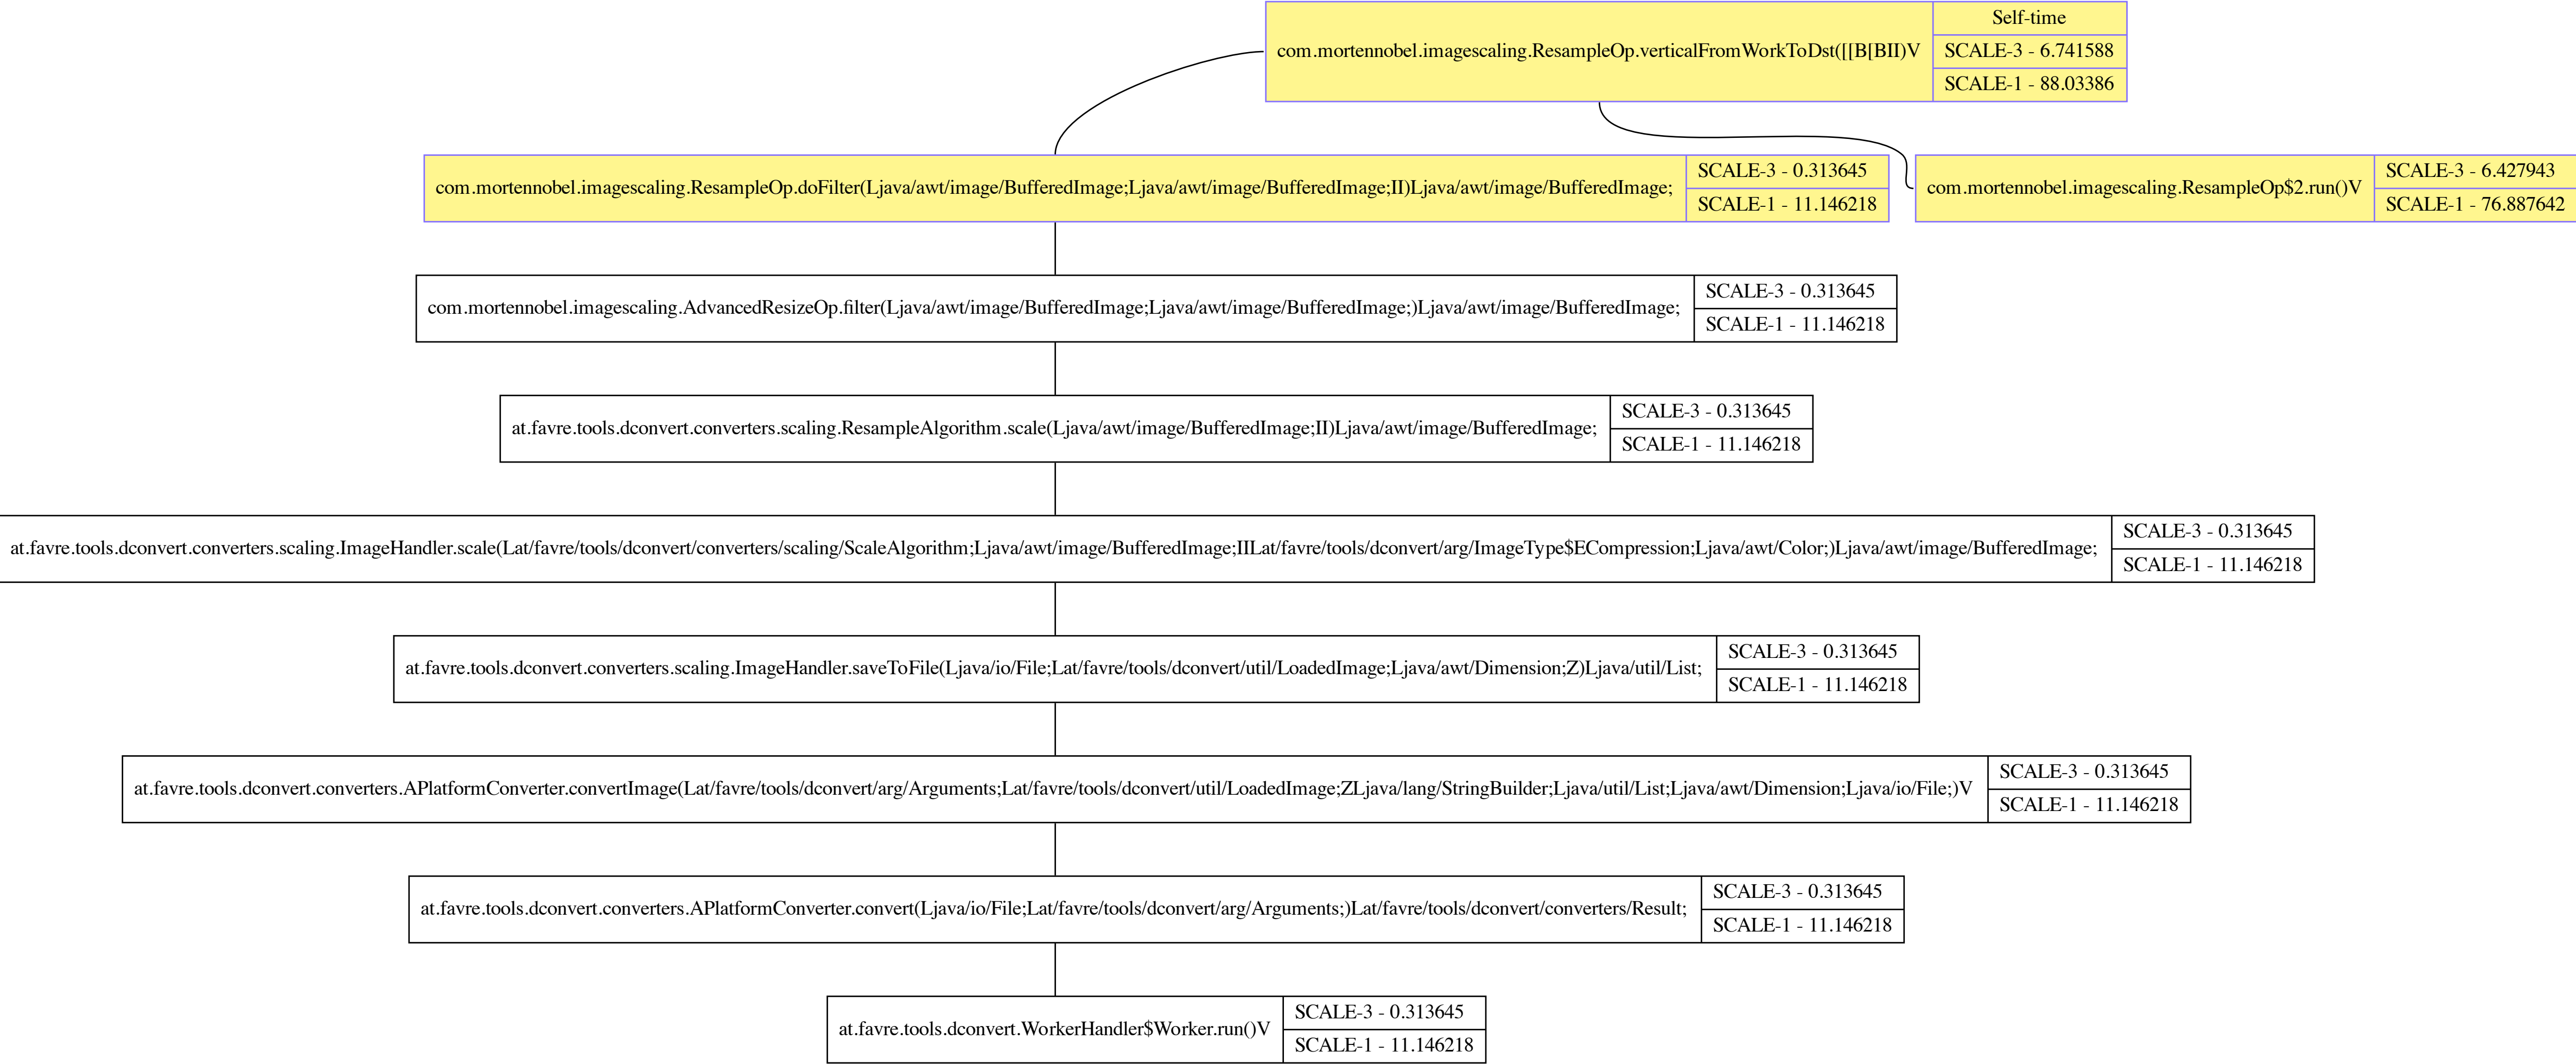 com.mortennobel.imagescaling.ResampleOp.verticalFromWorkToDst([[B[BII)V
Self-time
SCALE-3 - 6.741588
SCALE-1 - 88.03386
com.mortennobel.imagescaling.ResampleOp.doFilter(Ljava/awt/image/BufferedImage;Ljava/awt/image/BufferedImage;II)Ljava/awt/image/BufferedImage;
SCALE-3 - 0.313645
SCALE-1 - 11.146218
com.mortennobel.imagescaling.ResampleOp$2.run()V
SCALE-3 - 6.427943
SCALE-1 - 76.887642
com.mortennobel.imagescaling.AdvancedResizeOp.filter(Ljava/awt/image/BufferedImage;Ljava/awt/image/BufferedImage;)Ljava/awt/image/BufferedImage;
SCALE-3 - 0.313645
SCALE-1 - 11.146218
at.favre.tools.dconvert.converters.scaling.ResampleAlgorithm.scale(Ljava/awt/image/BufferedImage;II)Ljava/awt/image/BufferedImage;
SCALE-3 - 0.313645
SCALE-1 - 11.146218
at.favre.tools.dconvert.converters.scaling.ImageHandler.scale(Lat/favre/tools/dconvert/converters/scaling/ScaleAlgorithm;Ljava/awt/image/BufferedImage;IILat/favre/tools/dconvert/arg/ImageType$ECompression;Ljava/awt/Color;)Ljava/awt/image/BufferedImage;
SCALE-3 - 0.313645
SCALE-1 - 11.146218
at.favre.tools.dconvert.converters.scaling.ImageHandler.saveToFile(Ljava/io/File;Lat/favre/tools/dconvert/util/LoadedImage;Ljava/awt/Dimension;Z)Ljava/util/List;
SCALE-3 - 0.313645
SCALE-1 - 11.146218
at.favre.tools.dconvert.converters.APlatformConverter.convertImage(Lat/favre/tools/dconvert/arg/Arguments;Lat/favre/tools/dconvert/util/LoadedImage;ZLjava/lang/StringBuilder;Ljava/util/List;Ljava/awt/Dimension;Ljava/io/File;)V
SCALE-3 - 0.313645
SCALE-1 - 11.146218
at.favre.tools.dconvert.converters.APlatformConverter.convert(Ljava/io/File;Lat/favre/tools/dconvert/arg/Arguments;)Lat/favre/tools/dconvert/converters/Result;
SCALE-3 - 0.313645
SCALE-1 - 11.146218
at.favre.tools.dconvert.WorkerHandler$Worker.run()V
SCALE-3 - 0.313645
SCALE-1 - 11.146218